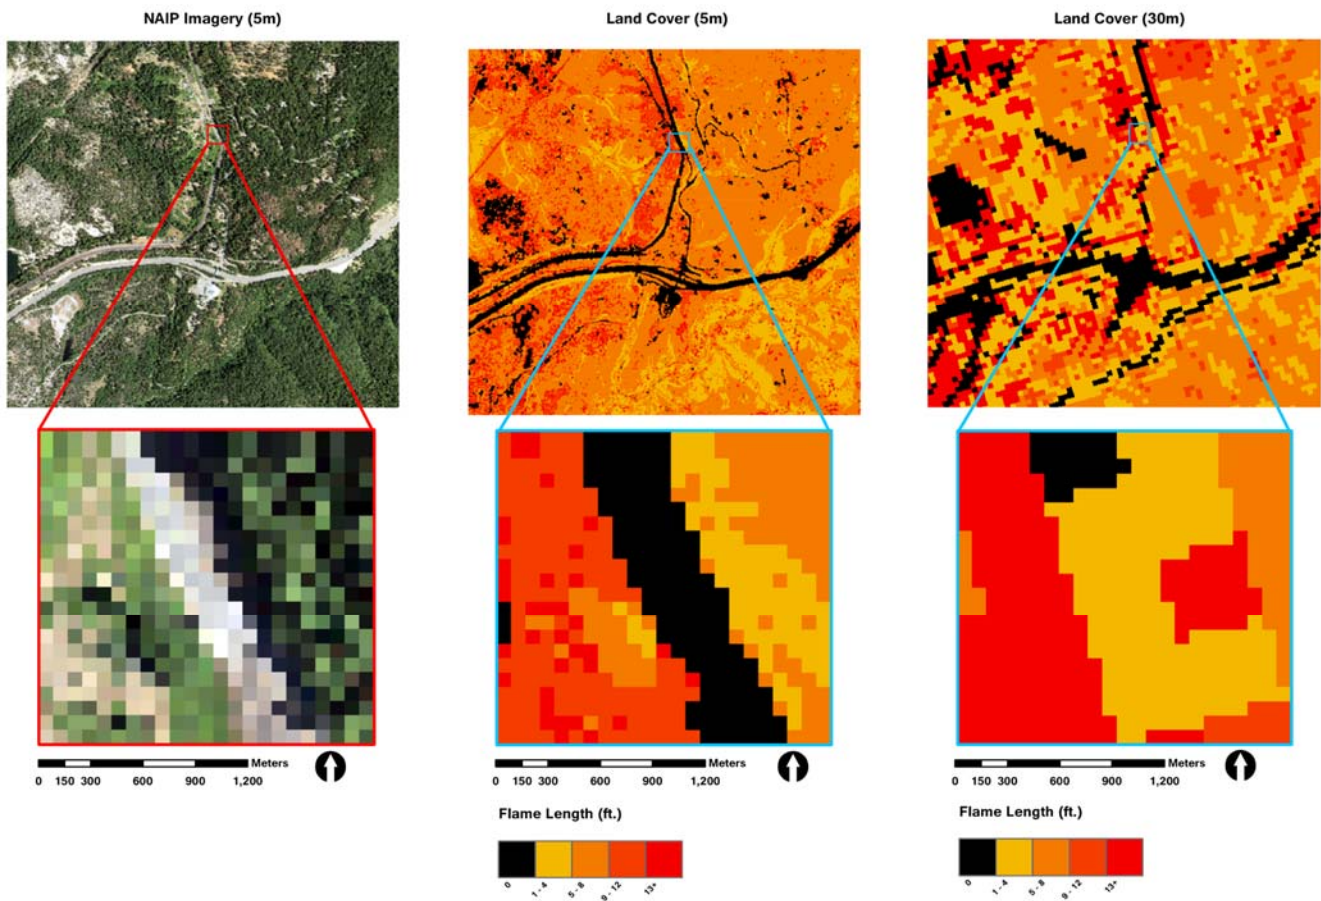 NAIP Imagery (5m)
Land Cover (5m)
Land Cover (30m)
Meters
0 150 300 600 900 1,200
Meters
0 150 300 600 900 1,200
Meters
0 150 300 600 900 1,200
Flame Length (ft.)
0 1 - 4 5 - 8 9 - 12 13+
Flame Length (ft.)
0 1 - 4 5 - 8 9 - 12 13+